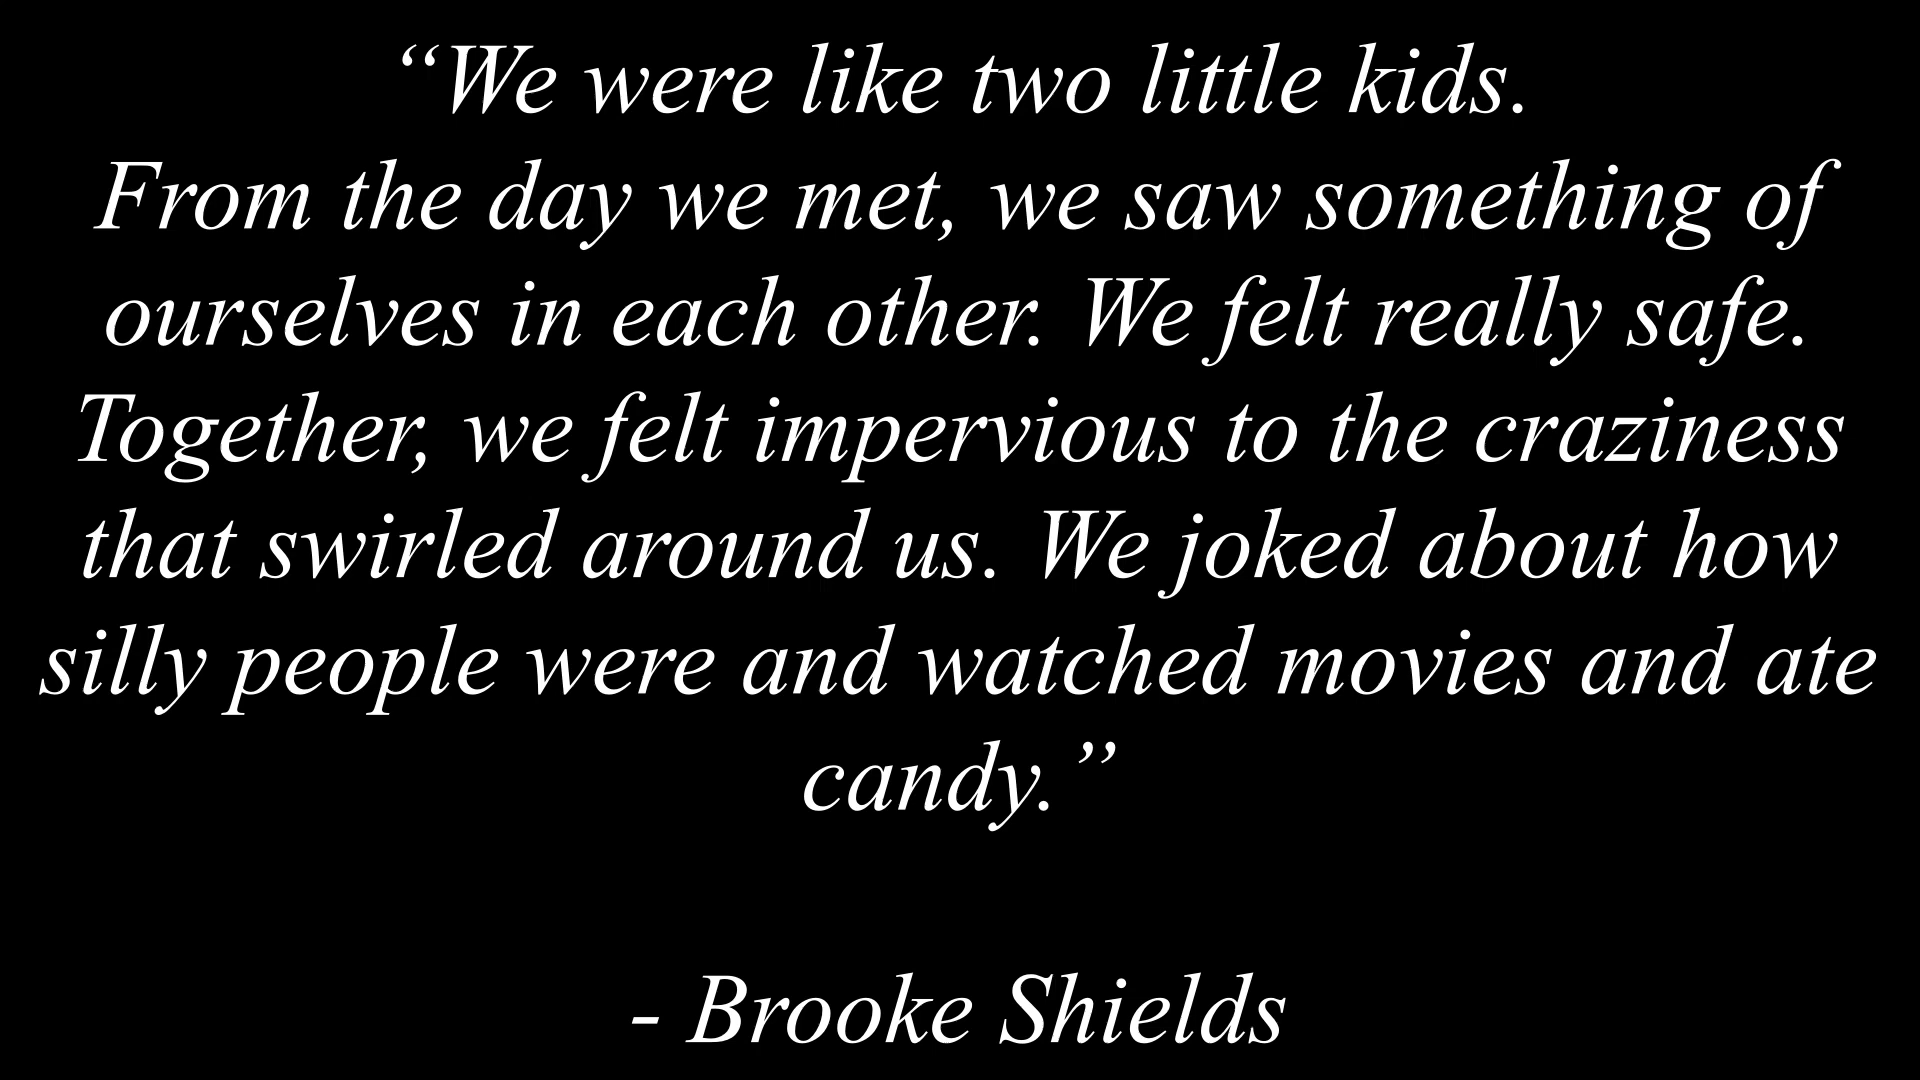 “We were like two little kids.
From the day we met, we saw something of
ourselves in each other. We felt really safe.
Together, we felt impervious to the craziness
that swirled around us. We joked about how
silly people were and watched movies and ate
candy.”
- Brooke Shields